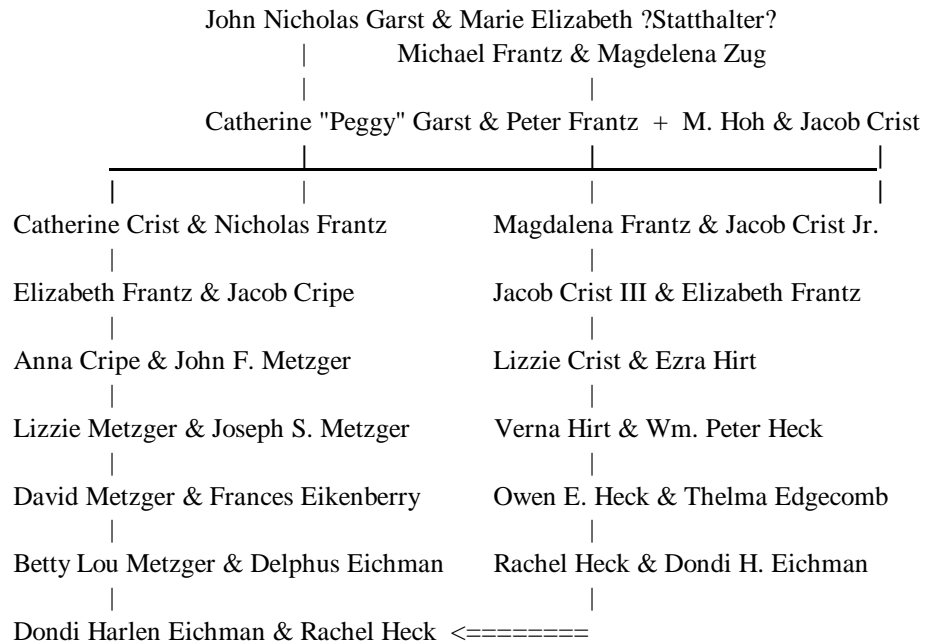 John Nicholas Garst & Marie Elizabeth ?Statthalter?
Michael Frantz & Magdelena Zug
Catherine "Peggy" Garst & Peter Frantz + M. Hoh & Jacob Crist
Catherine Crist & Nicholas Frantz Magdalena Frantz & Jacob Crist Jr.
Elizabeth Frantz & Jacob Cripe Jacob Crist III & Elizabeth Frantz
Anna Cripe & John F. Metzger Lizzie Crist & Ezra Hirt
Lizzie Metzger & Joseph S. Metzger Verna Hirt & Wm. Peter Heck
David Metzger & Frances Eikenberry Owen E. Heck & Thelma Edgecomb
Betty Lou Metzger & Delphus Eichman Rachel Heck & Dondi H. Eichman
Dondi Harlen Eichman & Rachel Heck <========